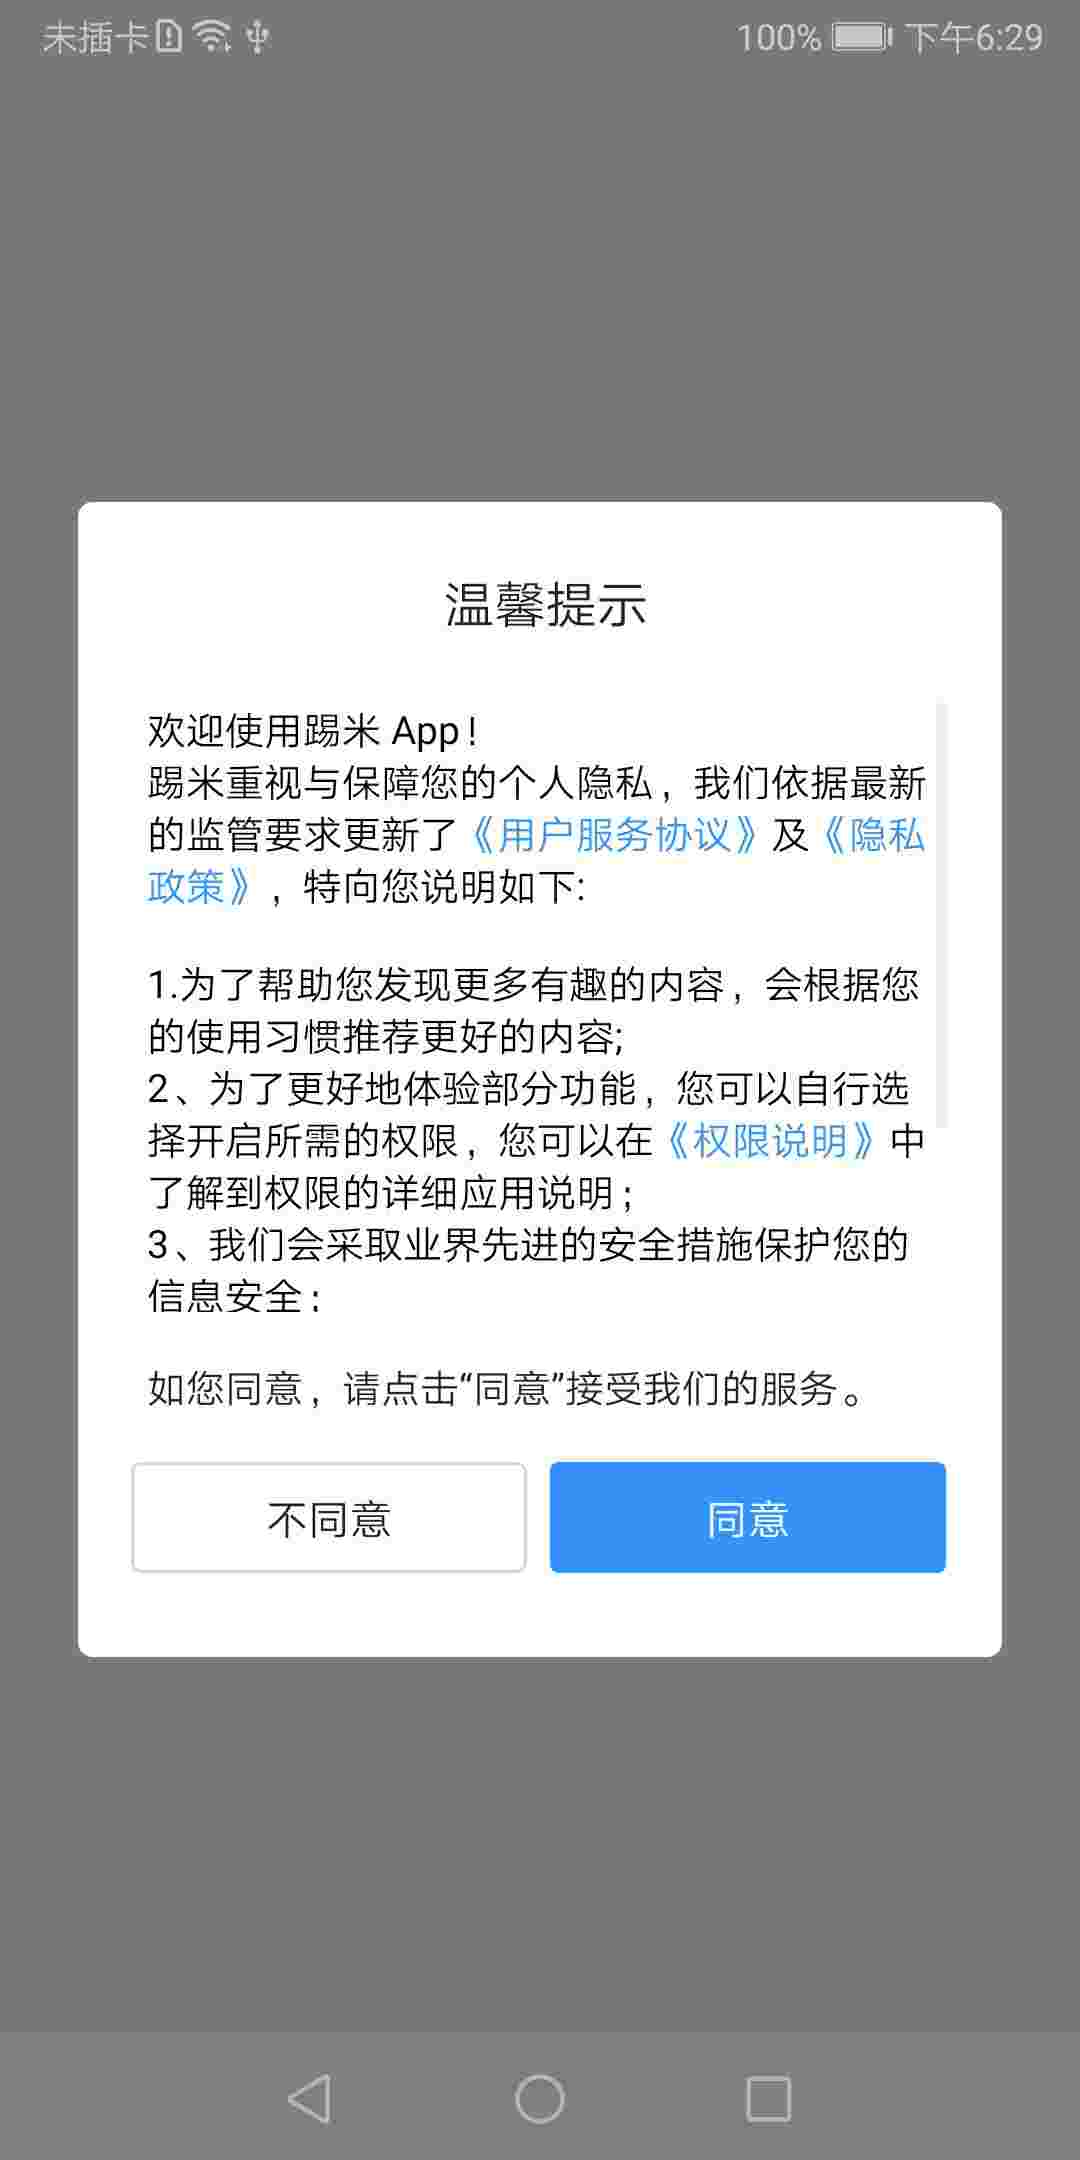 未插卡
100%
下午6:29
温馨提示
欢迎使用踢米 App！
踢米重视与保障您的个人隐私，我们依据最新
的监管要求更新了《用户服务协议》及《隐私
政策》，特向您说明如下:
1.为了帮助您发现更多有趣的内容，会根据您
的使用习惯推荐更好的内容;
2、为了更好地体验部分功能，您可以自行选
择开启所需的权限，您可以在《权限说明》中
了解到权限的详细应用说明；
3、我们会采取业界先进的安全措施保护您的
信息安全：
如您同意，请点击“同意”接受我们的服务。
不同意
同意